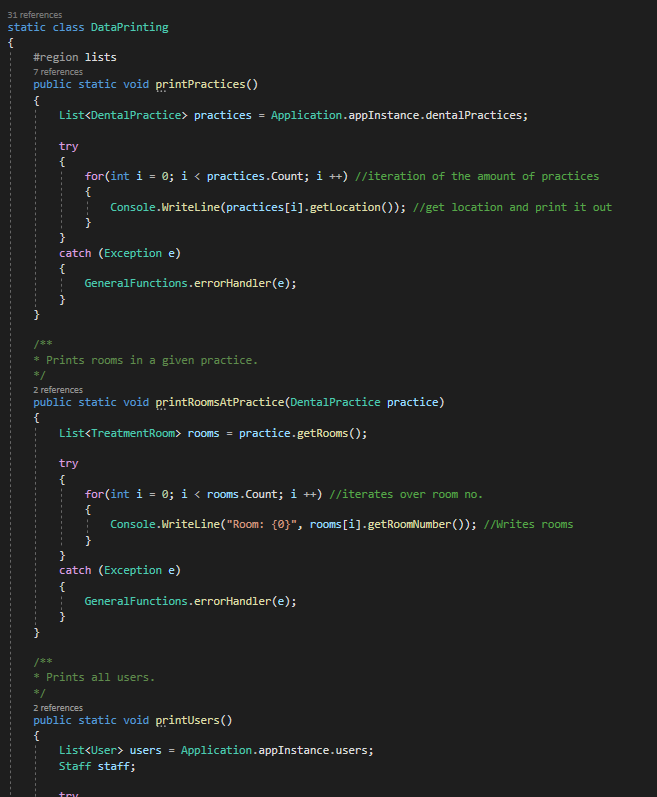 31 references
static class DataPrinting
{
#region lists
7 references
public static void printPractices()
{
List<DentalPractice> practices = Application.appInstance.dentalPractices;
try
{
for(int i = 0; i < practices.Count; i ++) //iteration of the amount of practices
{
Console.WriteLine(practices[i].getLocation()); //get location and print it out
}
}
catch (Exception e)
{
GeneralFunctions.errorHandler(e);
}
}
/**
* Prints rooms in a given practice.
*/
2 references
public static void printRoomsAtPractice(DentalPractice practice)
{
List<TreatmentRoom> rooms = practice.getRooms();
try
{
for(int i = 0; i < rooms.Count; i ++) //iterates over room no.
{
Console.WriteLine("Room: {0}", rooms[i].getRoomNumber()); //Writes rooms
}
}
catch (Exception e)
{
GeneralFunctions.errorHandler(e);
}
}
/**
* Prints all users.
*/
2 references
public static void printUsers()
{
List<User> users = Application.appInstance.users;
Staff staff;
try